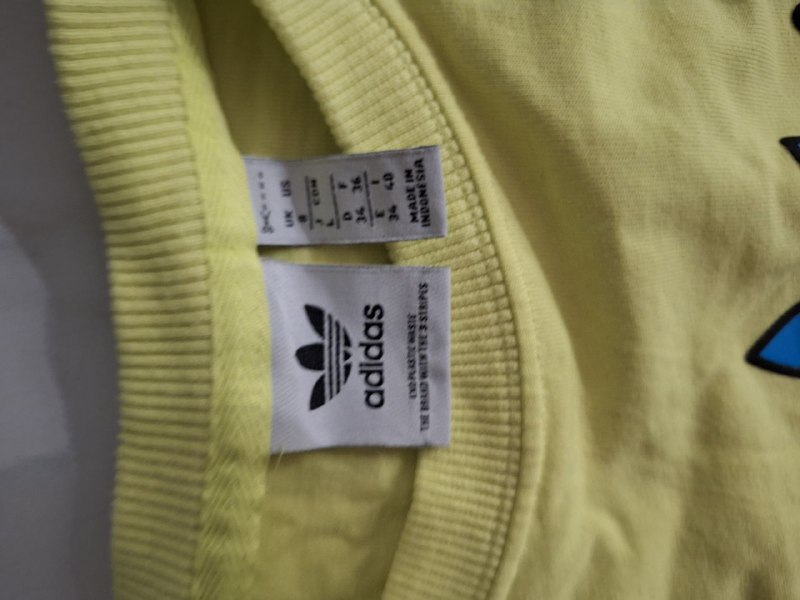 UK US
8
J
L
D F
34 36
E I
34 40
MADE IN
INDONESIA
adidas
END PLASTIC WASTE
THE BRAND WITH THE 3 STRIPES